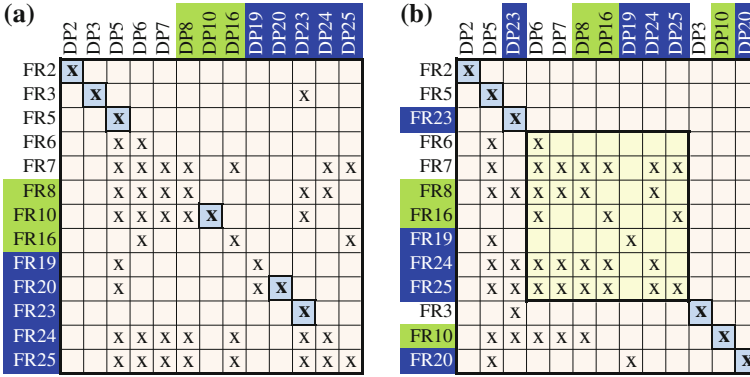 (a) DP2 DP3 DP5 DP6 DP7 DP8 DP10 DP16 DP19 DP20 DP23 DP24 DP25
FR2 x
FR3 x x
FR5 x
FR6 x x
FR7 x x x x x x x
FR8 x x x x x x
FR10 x x x x x x
FR16 x x x
FR19 x x
FR20 x x x
FR23 x
FR24 x x x x x x x
FR25 x x x x x x x x
(b) DP2 DP5 DP23 DP6 DP7 DP8 DP16 DP19 DP24 DP25 DP3 DP10 DP20
FR2 x
FR5 x
FR23 x
FR6 x x
FR7 x x x x x x x
FR8 x x x x x x
FR16 x x x
FR19 x x
FR24 x x x x x x x
FR25 x x x x x x x x
FR3 x x
FR10 x x x x x x
FR20 x x x